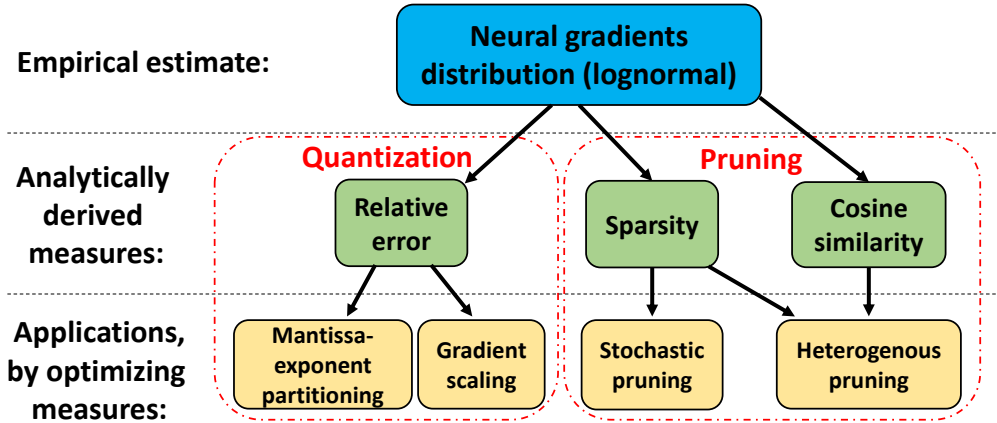 Empirical estimate:
Neural gradients
distribution (lognormal)
Quantization
Pruning
Analytically
derived
measures:
Relative
error
Sparsity
Cosine
similarity
Applications,
by optimizing
measures:
Mantissa-
exponent
partitioning
Gradient
scaling
Stochastic
pruning
Heterogenous
pruning